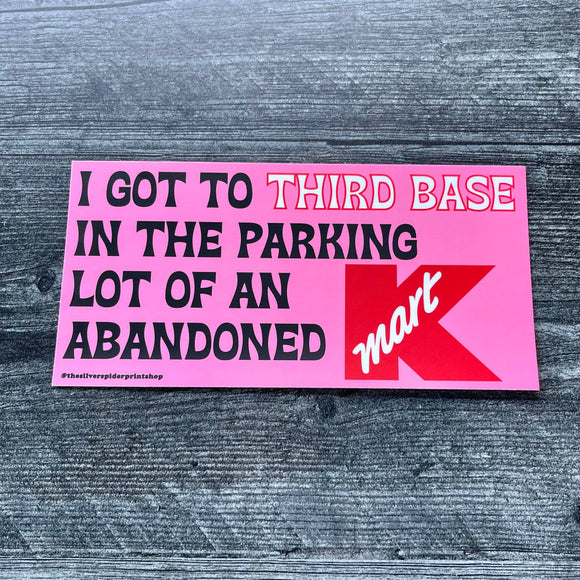 I GOT TO THIRD BASE
IN THE PARKING
LOT OF AN
ABANDONED Kmart
@thesilverspiderprintshop